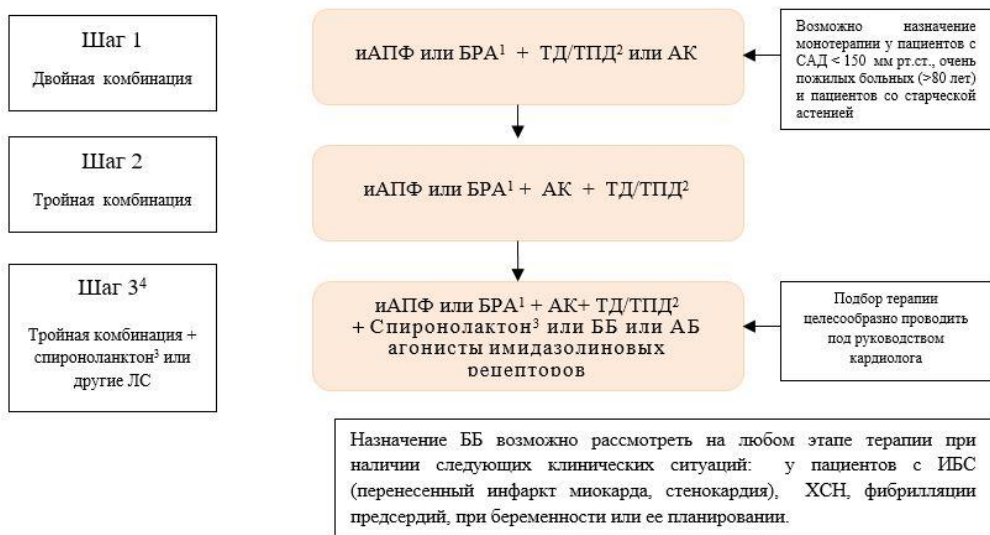 Шаг 1
Двойная комбинация
иАПФ или БРА¹ + ТД/ТПД² или АК
Возможно назначение
монотерапии у пациентов с
САД < 150 мм рт.ст., очень
пожилых больных (>80 лет)
и пациентов со старческой
астенией
Шаг 2
Тройная комбинация
иАПФ или БРА¹ + АК + ТД/ТПД²
Шаг 3⁴
Тройная комбинация +
спироноланктон³ или
другие ЛС
иАПФ или БРА¹ + АК+ ТД/ТПД²
+ Спиронолактон³ или ББ или АБ
агонисты имидазолиновых
рецепторов
Подбор терапии
целесообразно проводить
под руководством
кардиолога
Назначение ББ возможно рассмотреть на любом этапе терапии при
наличии следующих клинических ситуаций: у пациентов с ИБС
(перенесенный инфаркт миокарда, стенокардия), ХСН, фибрилляции
предсердий, при беременности или ее планировании.